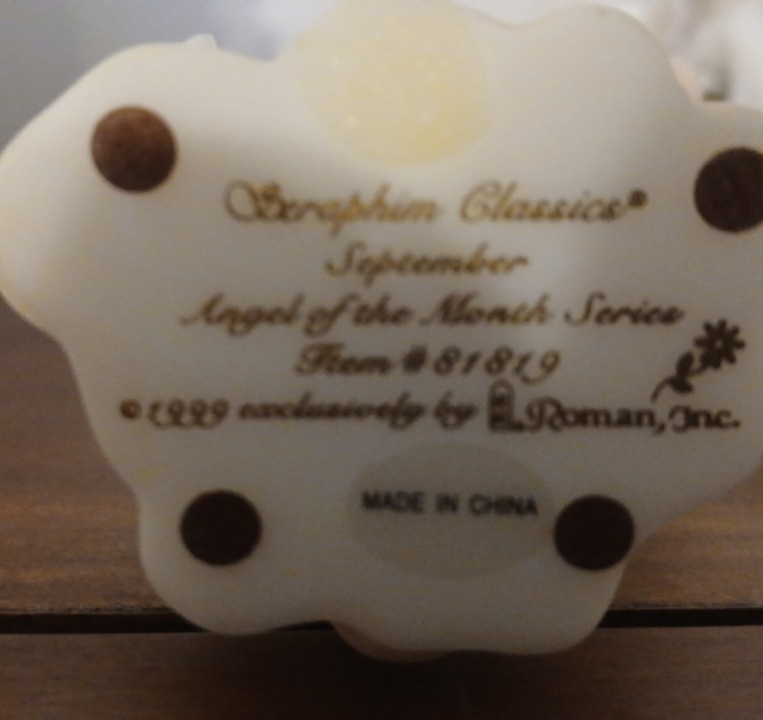 Seraphim Classics®
September
Angel of the Month Series
Item # 81819
©1999 exclusively by Roman, Inc.
MADE IN CHINA